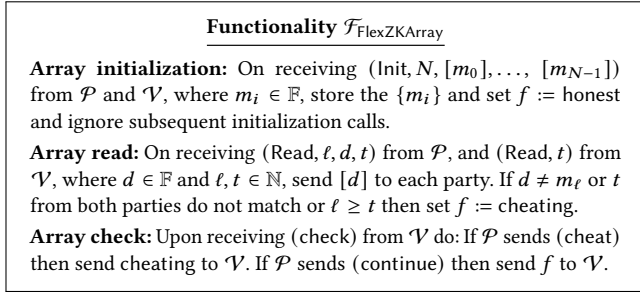 Functionality ℱ_FlexZKArray
Array initialization: On receiving (Init, N, [m_0], . . . , [m_{N−1}])
from 𝒫 and 𝒱, where m_i ∈ 𝔽, store the {m_i} and set f := honest
and ignore subsequent initialization calls.
Array read: On receiving (Read, ℓ, d, t) from 𝒫, and (Read, t) from
𝒱, where d ∈ 𝔽 and ℓ, t ∈ ℕ, send [d] to each party. If d ≠ m_ℓ or t
from both parties do not match or ℓ ≥ t then set f := cheating.
Array check: Upon receiving (check) from 𝒱 do: If 𝒫 sends (cheat)
then send cheating to 𝒱. If 𝒫 sends (continue) then send f to 𝒱.